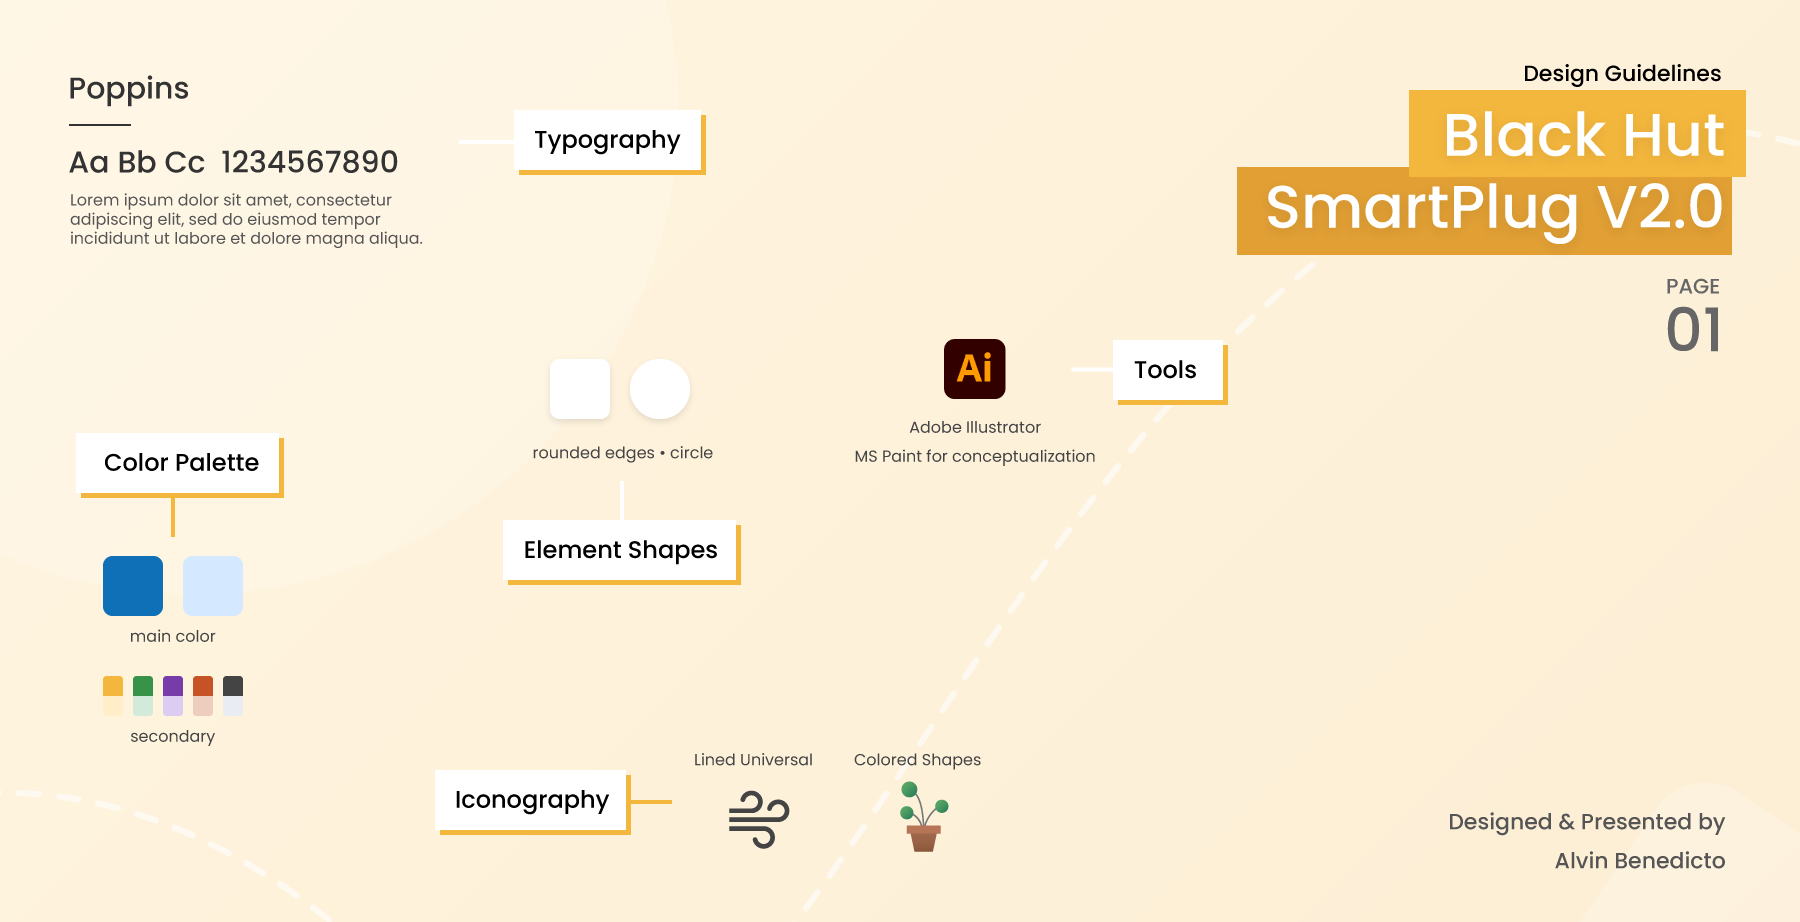 Design Guidelines
Black Hut
SmartPlug V2.0
PAGE
01
Poppins
Aa Bb Cc 1234567890
Lorem ipsum dolor sit amet, consectetur
adipiscing elit, sed do eiusmod tempor
incididunt ut labore et dolore magna aliqua.
Typography
Color Palette
main color
secondary
rounded edges • circle
Element Shapes
Ai
Adobe Illustrator
MS Paint for conceptualization
Tools
Iconography
Lined Universal
Colored Shapes
Designed & Presented by
Alvin Benedicto